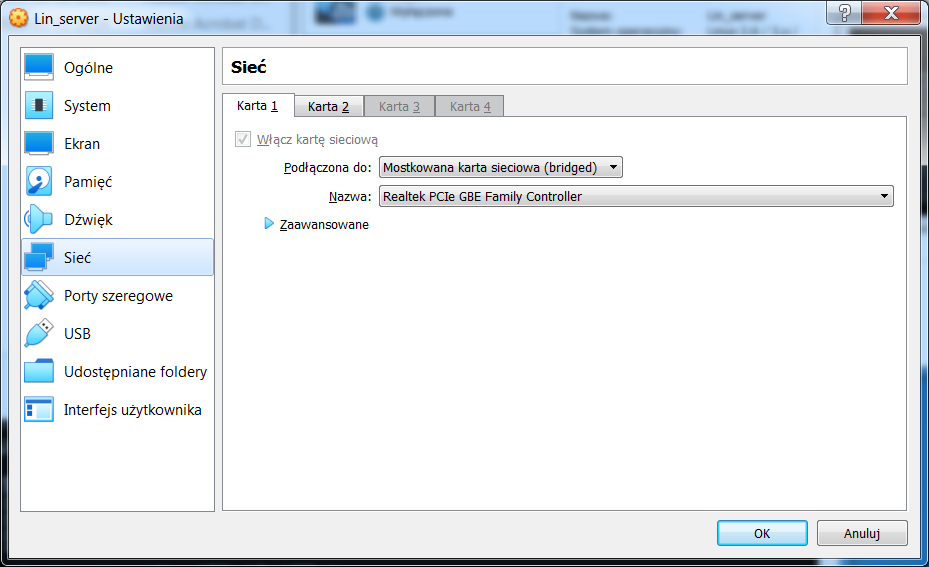 Lin_server - Ustawienia
?
Ogólne
System
Ekran
Pamięć
Dźwięk
Sieć
Porty szeregowe
USB
Udostępniane foldery
Interfejs użytkownika
Sieć
Karta 1 Karta 2 Karta 3 Karta 4
Włącz kartę sieciową
Podłączona do: Mostkowana karta sieciowa (bridged)
Nazwa: Realtek PCIe GBE Family Controller
Zaawansowane
OK Anuluj